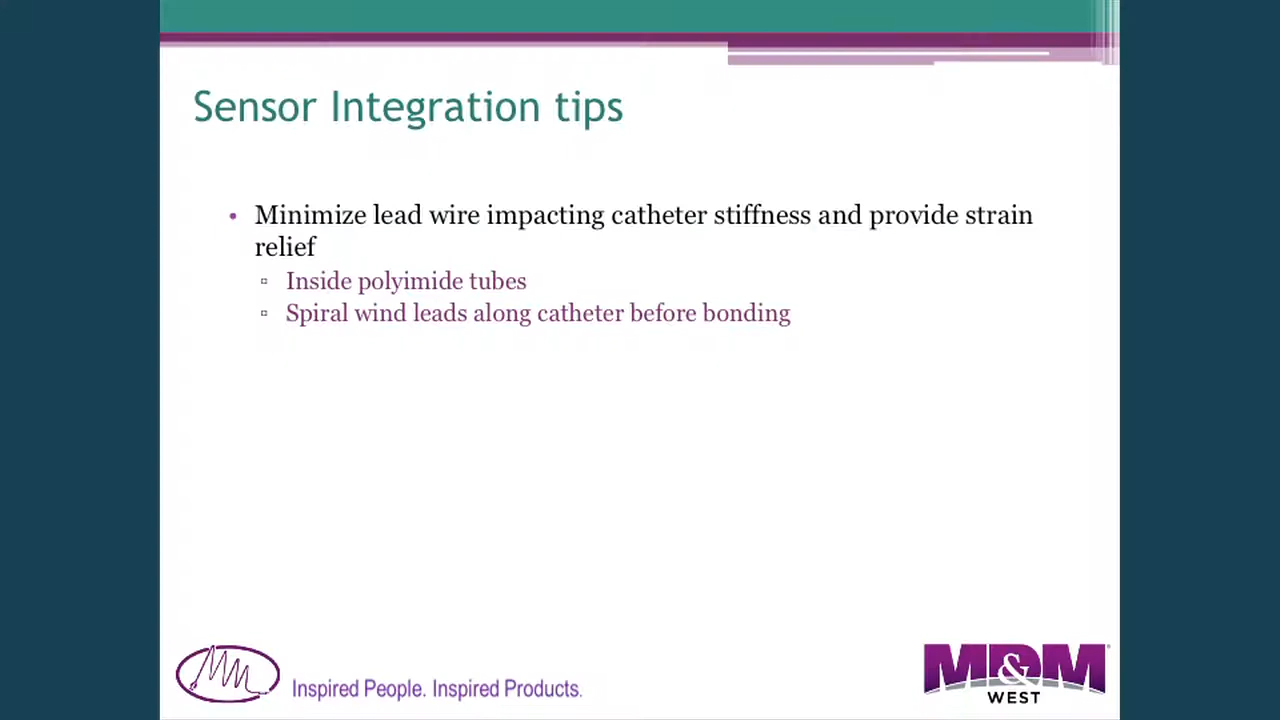 Sensor Integration tips
• Minimize lead wire impacting catheter stiffness and provide strain
relief
▫ Inside polyimide tubes
▫ Spiral wind leads along catheter before bonding
Inspired People. Inspired Products.
MD&M
WEST